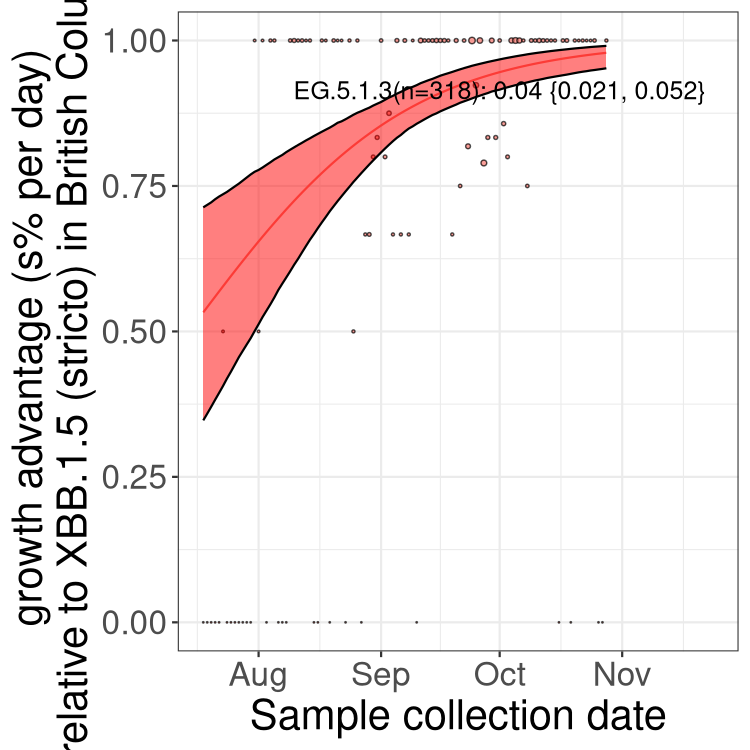 growth advantage (s% per day)
relative to XBB.1.5 (stricto) in British Colu
1.00
0.75
0.50
0.25
0.00
EG.5.1.3(n=318): 0.04 {0.021, 0.052}
Aug Sep Oct Nov
Sample collection date